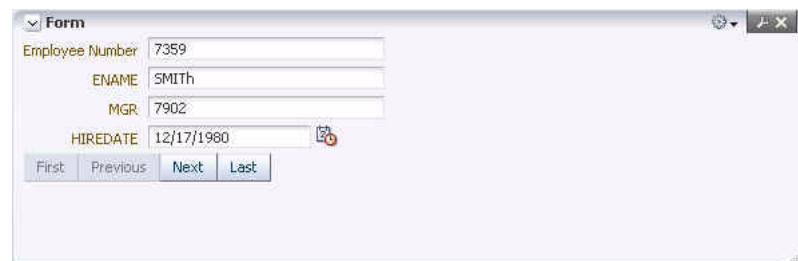 Form
Employee Number 7359
ENAME SMITh
MGR 7902
HIREDATE 12/17/1980
First Previous Next Last